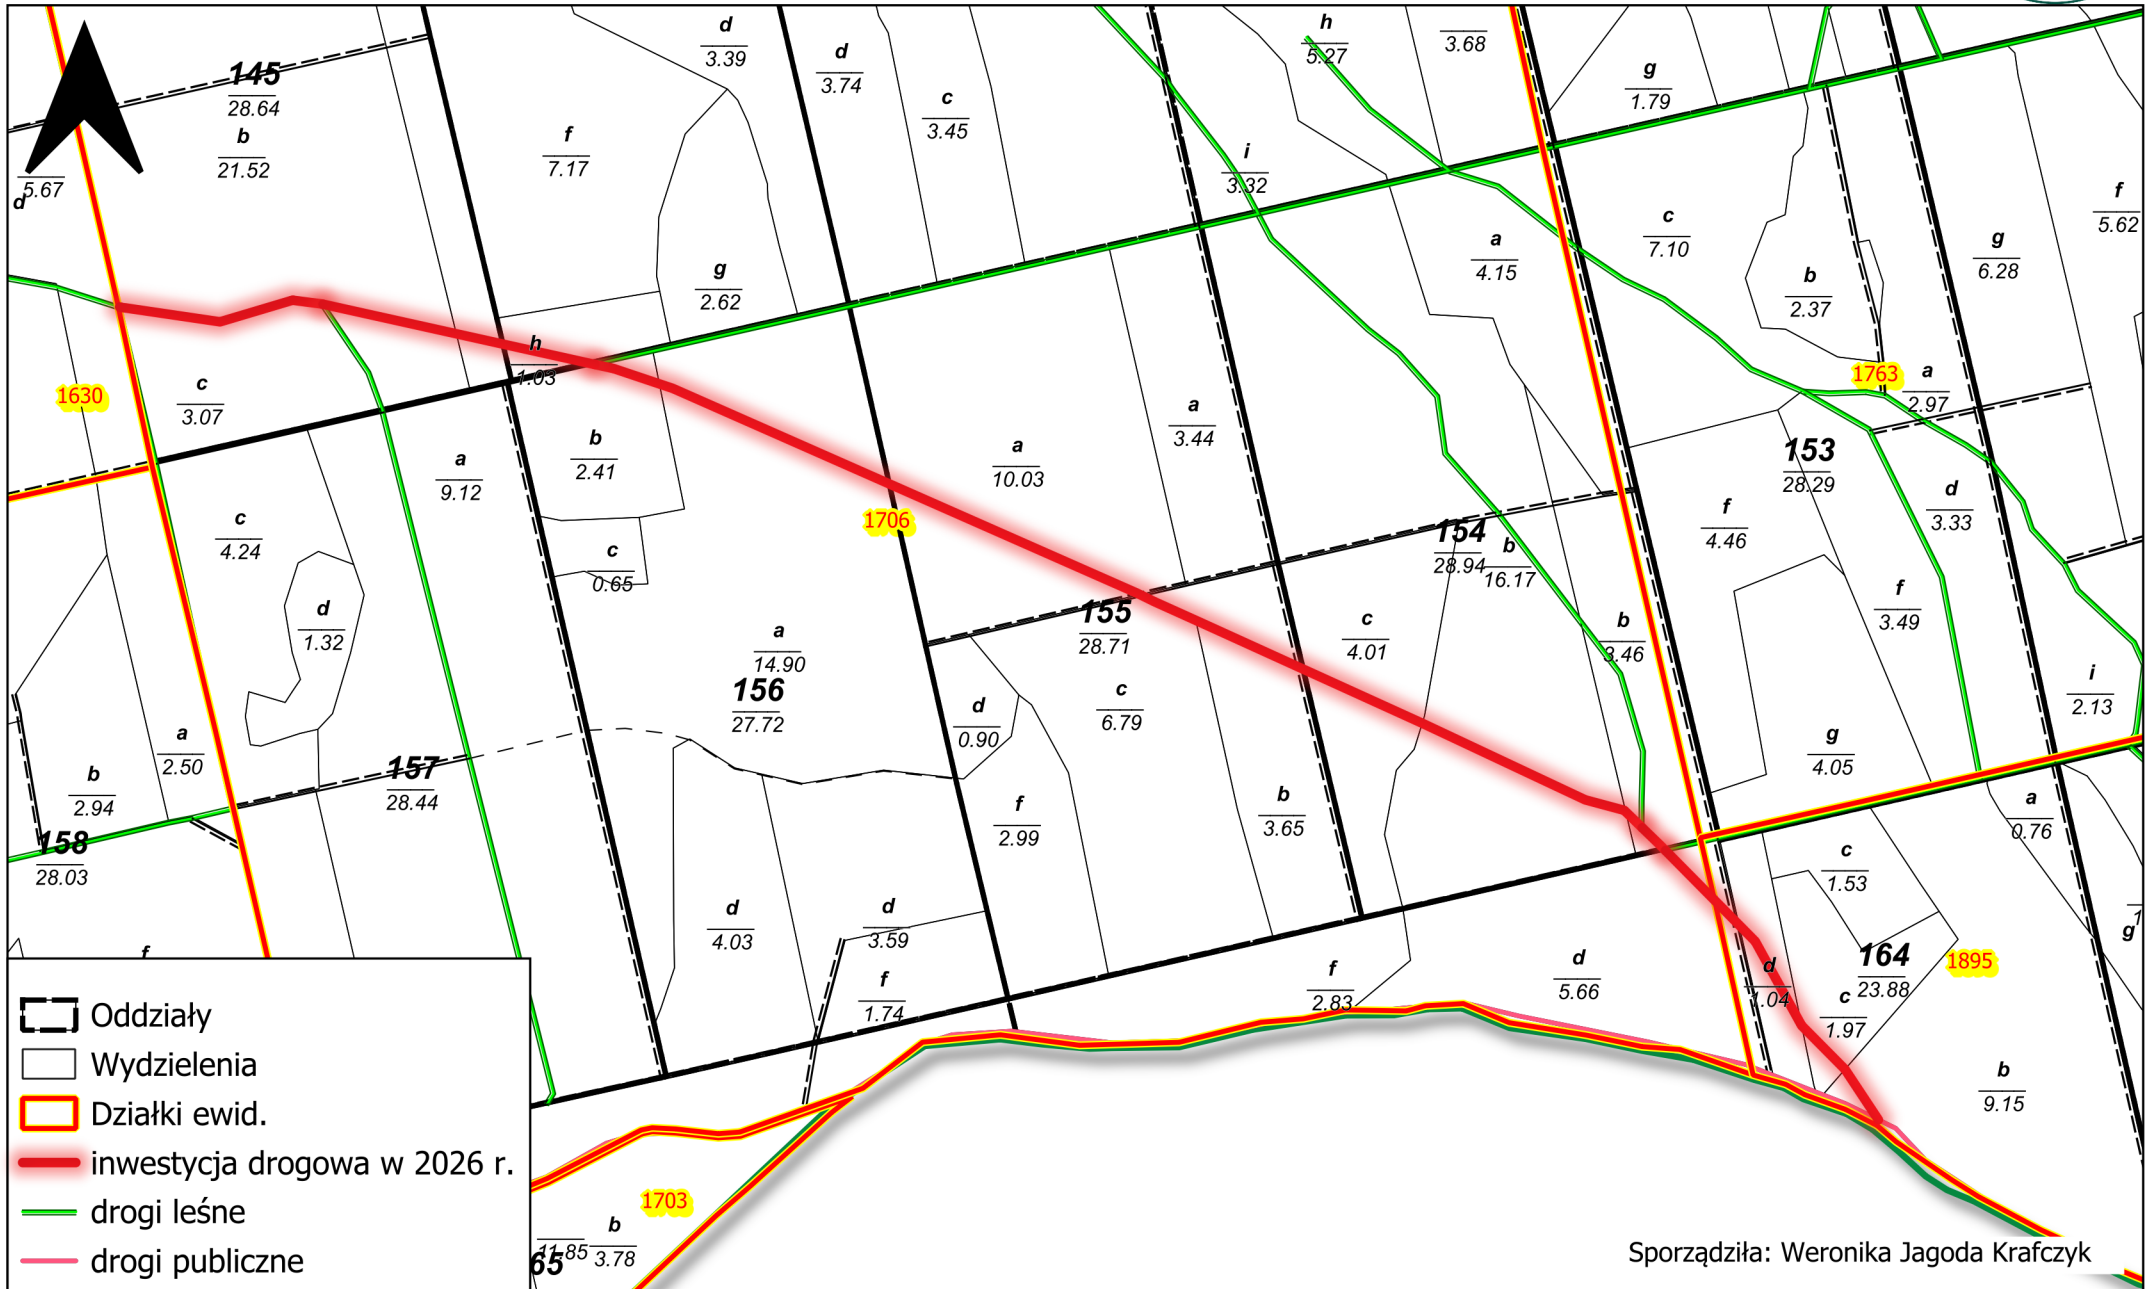 d
3.39
d
3.74
h
5.27
3.68
145
28.64
g
1.79
c
3.45
b
21.52
f
7.17
i
3.32
5.67
d
f
5.62
c
7.10
a
4.15
g
6.28
g
2.62
b
2.37
h
1.03
1763
a
2.97
1630
c
3.07
a
3.44
b
2.41
a
9.12
a
10.03
153
28.29
d
3.33
f
4.46
c
4.24
1706
154
28.94
b
16.17
c
0.65
d
1.32
a
14.90
155
28.71
c
4.01
b
3.46
f
3.49
156
27.72
c
6.79
d
0.90
i
2.13
a
2.50
g
4.05
157
28.44
b
2.94
f
2.99
b
3.65
a
0.76
158
28.03
c
1.53
d
4.03
d
3.59
g
f
f
2.83
d
5.66
d
1.04
164
23.88
1895
f
1.74
c
1.97
b
9.15
Oddziały
Wydzielenia
Działki ewid.
inwestycja drogowa w 2026 r.
drogi leśne
drogi publiczne
1703
b
3.78
11.85
65
Sporządziła: Weronika Jagoda Krafczyk